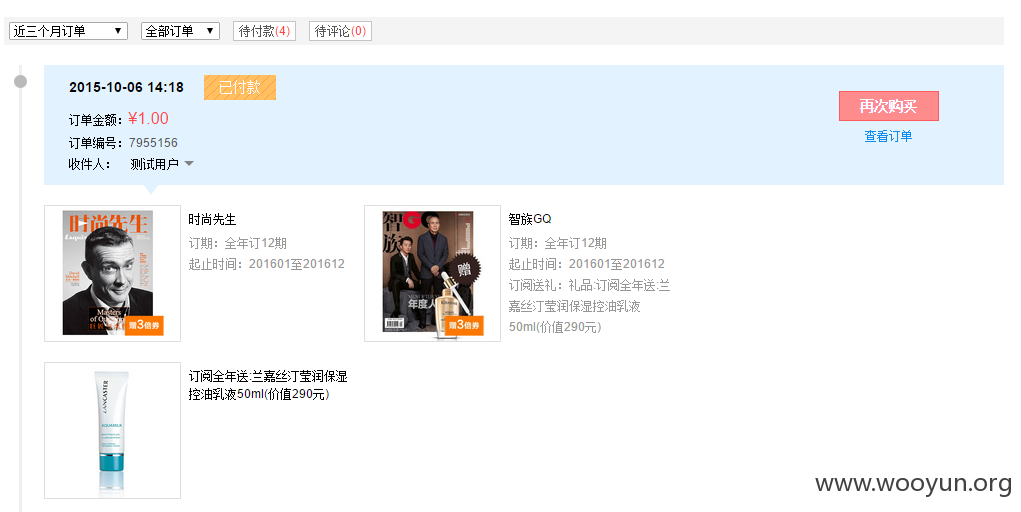 近三个月订单 全部订单 待付款(4) 待评论(0)
2015-10-06 14:18 已付款
再次购买
订单金额：¥1.00
查看订单
订单编号：7955156
收件人： 测试用户
时尚先生
Esquire
Masters
赠3倍券
时尚先生
订期：全年订12期
起止时间：201601至201612
智族
GQ
赠
年度人
赠3倍券
智族GQ
订期：全年订12期
起止时间：201601至201612
订阅送礼：礼品:订阅全年送:兰
嘉丝汀莹润保湿控油乳液
50ml(价值290元)
LANCASTER
AQUAMILK
订阅全年送:兰嘉丝汀莹润保湿
控油乳液50ml(价值290元)
www.wooyun.org